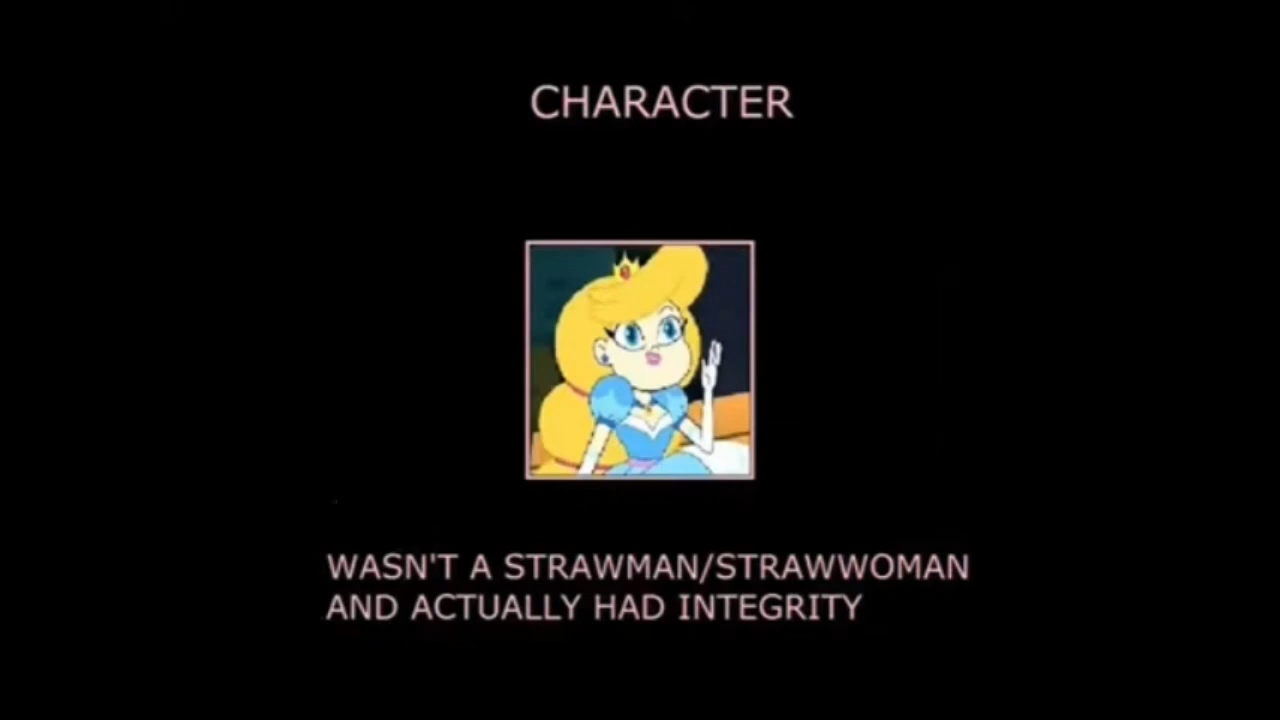 CHARACTER
WASN'T A STRAWMAN/STRAWWOMAN
AND ACTUALLY HAD INTEGRITY